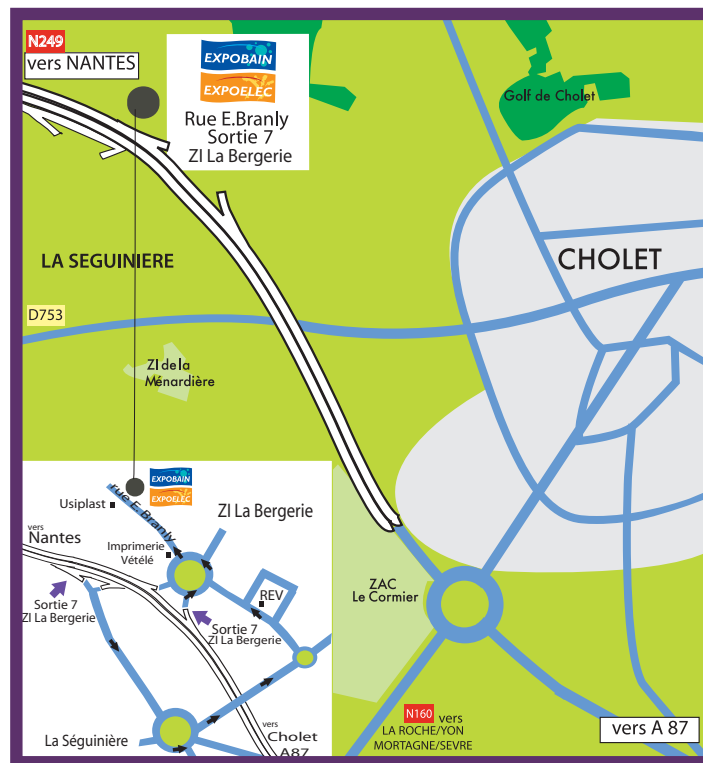 N249
vers NANTES
EXPOBAIN
EXPOELEC
Rue E.Branly
Sortie 7
ZI La Bergerie
Golf de Cholet
LA SEGUINIERE
CHOLET
D753
ZI de la
Ménardière
EXPOBAIN
EXPOELEC
rue E. Branly
Usiplast
ZI La Bergerie
vers
Nantes
Imprimerie
Vétélé
REV
Sortie 7
ZI La Bergerie
Sortie 7
ZI La Bergerie
ZAC
Le Cormier
La Séguinière
vers
Cholet
A87
N160 vers
LA ROCHE/YON
MORTAGNE/SEVRE
vers A 87